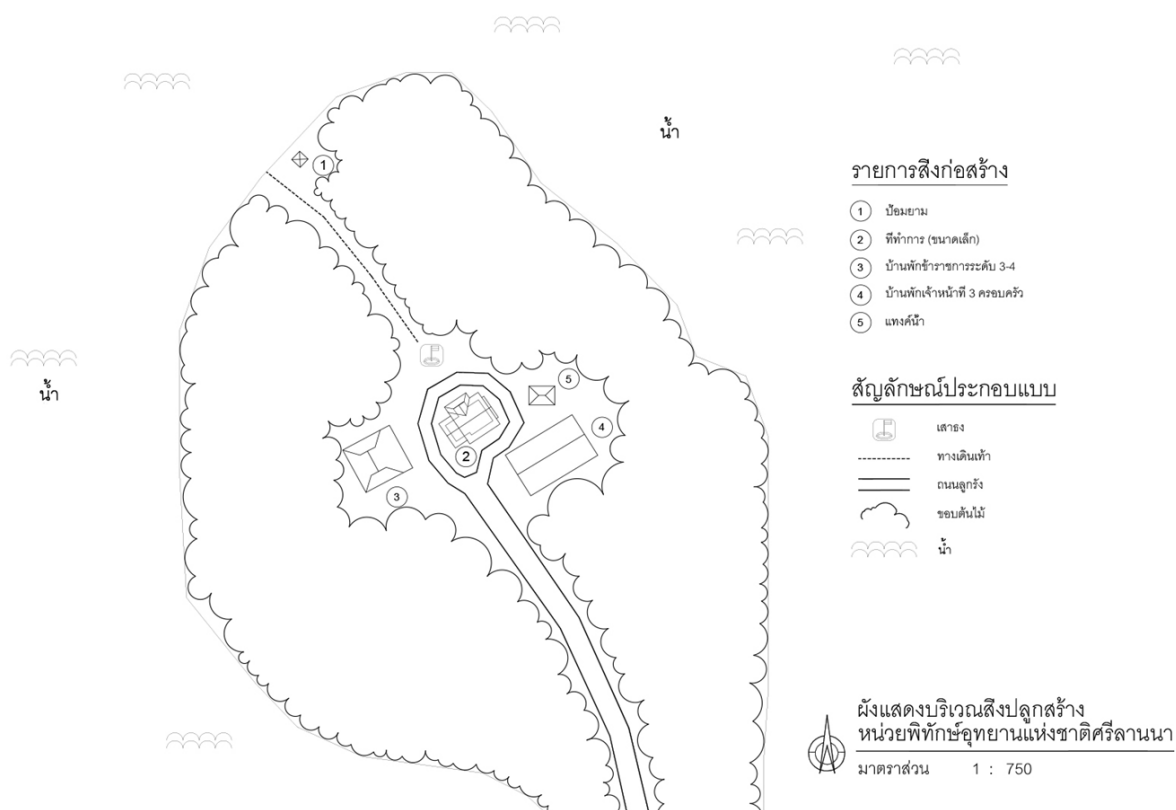 น้ำ
น้ำ
1
2
3
4
5
รายการสิ่งก่อสร้าง
1 ป้อมยาม
2 ที่ทำการ (ขนาดเล็ก)
3 บ้านพักข้าราชการระดับ 3-4
4 บ้านพักเจ้าหน้าที่ 3 ครอบครัว
5 แทงค์น้ำ
สัญลักษณ์ประกอบแบบ
เสาธง
ทางเดินเท้า
ถนนลูกรัง
ขอบต้นไม้
น้ำ
ผังแสดงบริเวณสิ่งปลูกสร้าง
หน่วยพิทักษ์อุทยานแห่งชาติศรีลานนา
มาตราส่วน 1 : 750